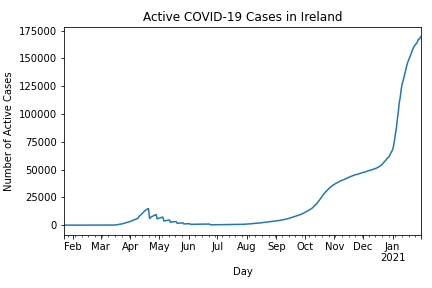 Active COVID-19 Cases in Ireland
Number of Active Cases
175000
150000
125000
100000
75000
50000
25000
0
Feb Mar Apr May Jun Jul Aug Sep Oct Nov Dec Jan
2021
Day